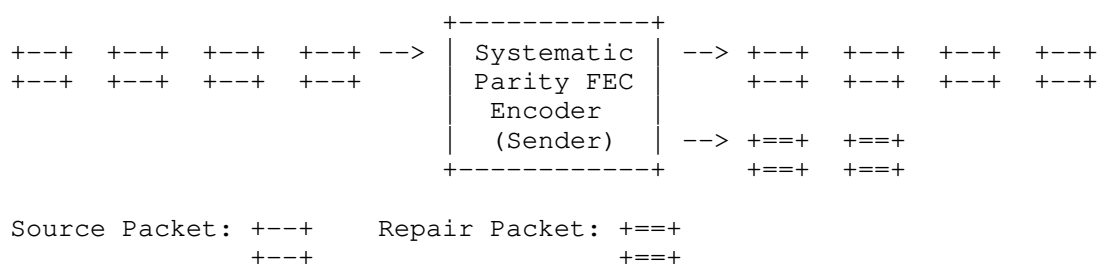 +------------+
+--+  +--+  +--+  +--+ -->  | Systematic | --> +--+  +--+  +--+  +--+
+--+  +--+  +--+  +--+      | Parity FEC |     +--+  +--+  +--+  +--+
                            |  Encoder   |
                            |  (Sender)  | --> +==+  +==+
                            +------------+     +==+  +==+

Source Packet: +--+    Repair Packet: +==+
               +--+                   +==+